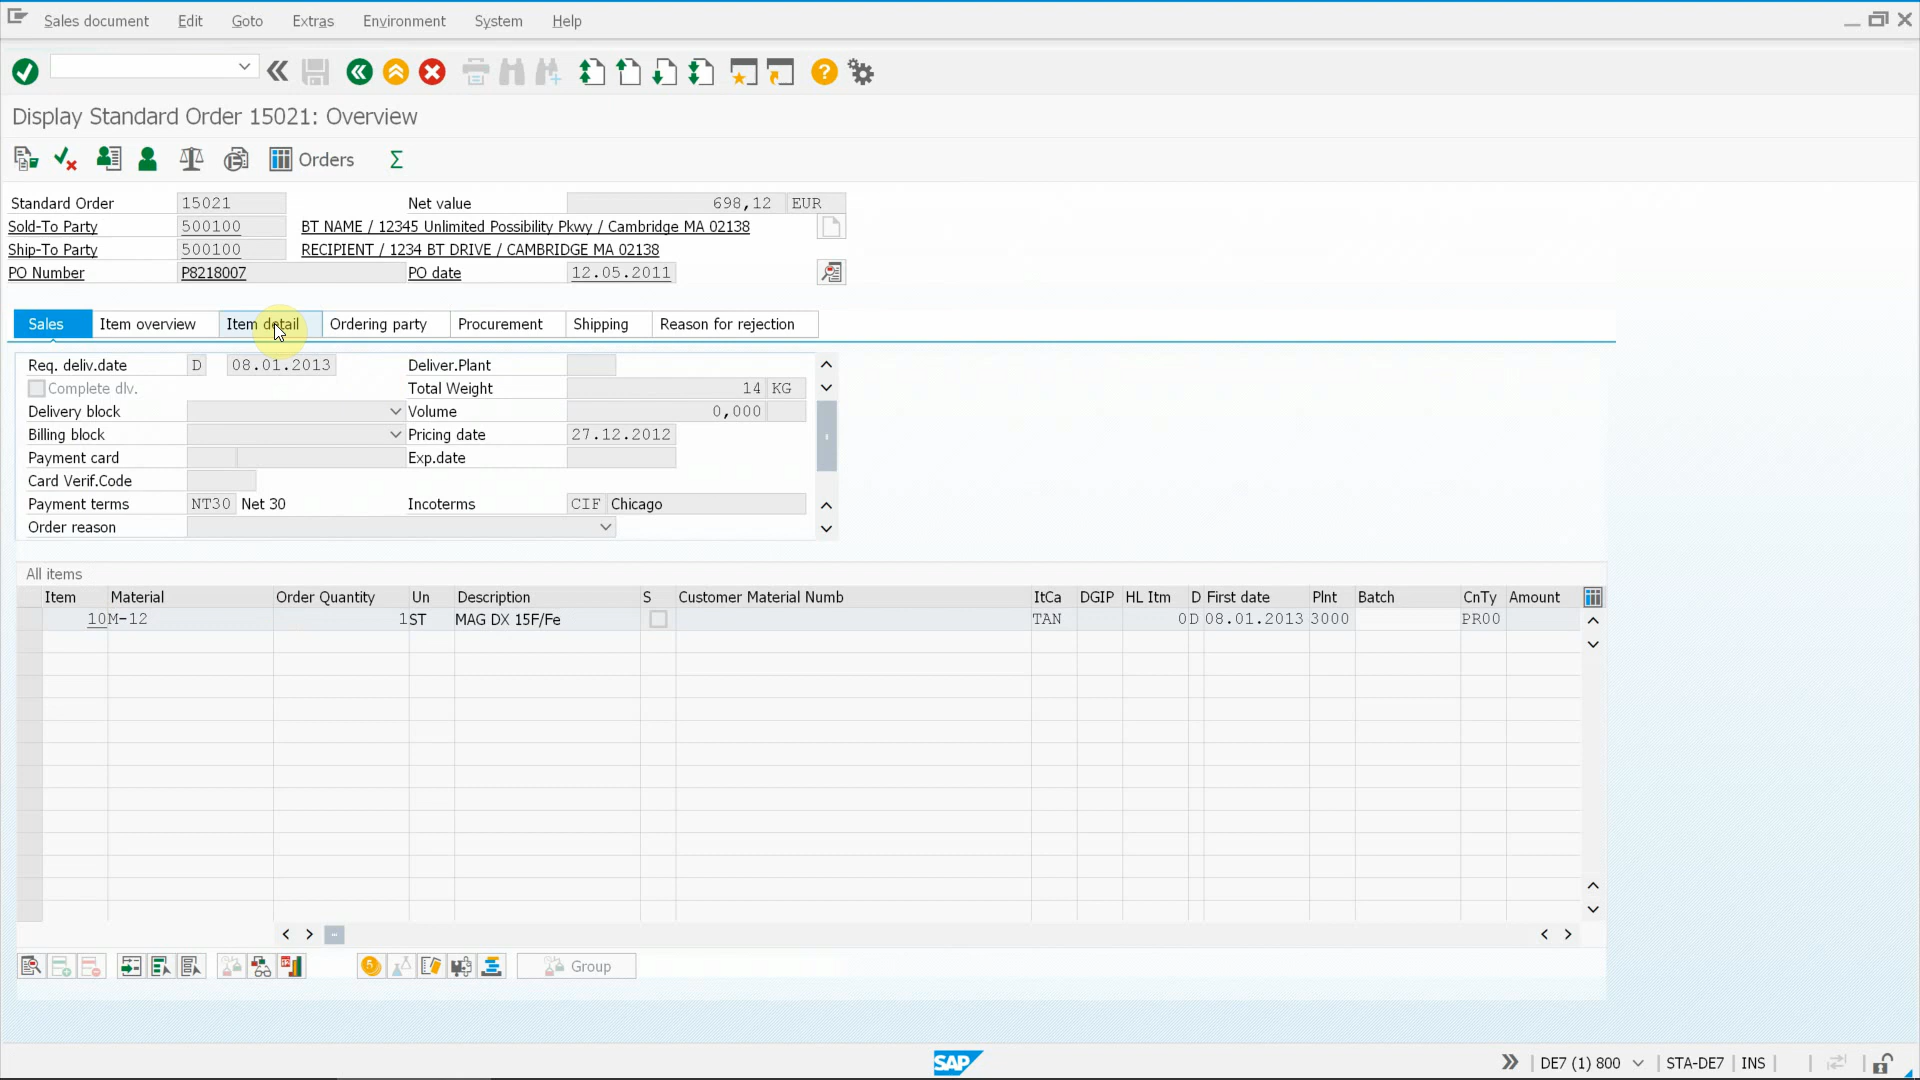 Sales document Edit Goto Extras Environment System Help
Display Standard Order 15021: Overview
Orders
Standard Order 15021 Net value 698,12 EUR
Sold-To Party 500100 BT NAME / 12345 Unlimited Possibility Pkwy / Cambridge MA 02138
Ship-To Party 500100 RECIPIENT / 1234 BT DRIVE / CAMBRIDGE MA 02138
PO Number P8218007 PO date 12.05.2011
Sales Item overview Item detail Ordering party Procurement Shipping Reason for rejection
Req. deliv.date D 08.01.2013 Deliver.Plant
Complete dlv. Total Weight 14 KG
Delivery block Volume 0,000
Billing block Pricing date 27.12.2012
Payment card Exp.date
Card Verif.Code
Payment terms NT30 Net 30 Incoterms CIF Chicago
Order reason
All items
Item Material Order Quantity Un Description S Customer Material Numb ItCa DGIP HL Itm D First date Plnt Batch CnTy Amount
10 M-12 1 ST MAG DX 15F/Fe TAN 0 D 08.01.2013 3000 PR00
Group
SAP DE7 (1) 800 STA-DE7 INS